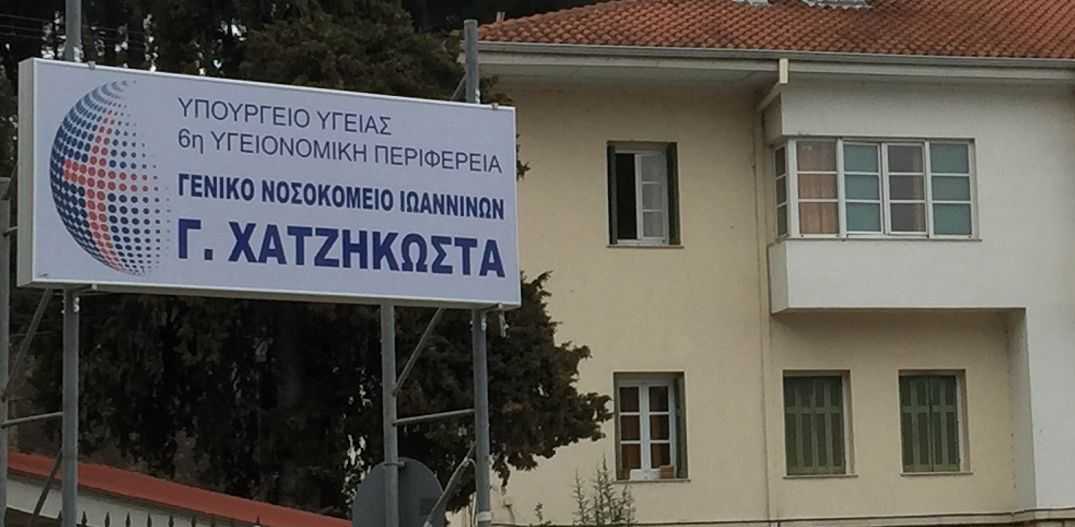 ΥΠΟΥΡΓΕΙΟ ΥΓΕΙΑΣ
6η ΥΓΕΙΟΝΟΜΙΚΗ ΠΕΡΙΦΕΡΕΙΑ
ΓΕΝΙΚΟ ΝΟΣΟΚΟΜΕΙΟ ΙΩΑΝΝΙΝΩΝ
Γ. ΧΑΤΖΗΚΩΣΤΑ